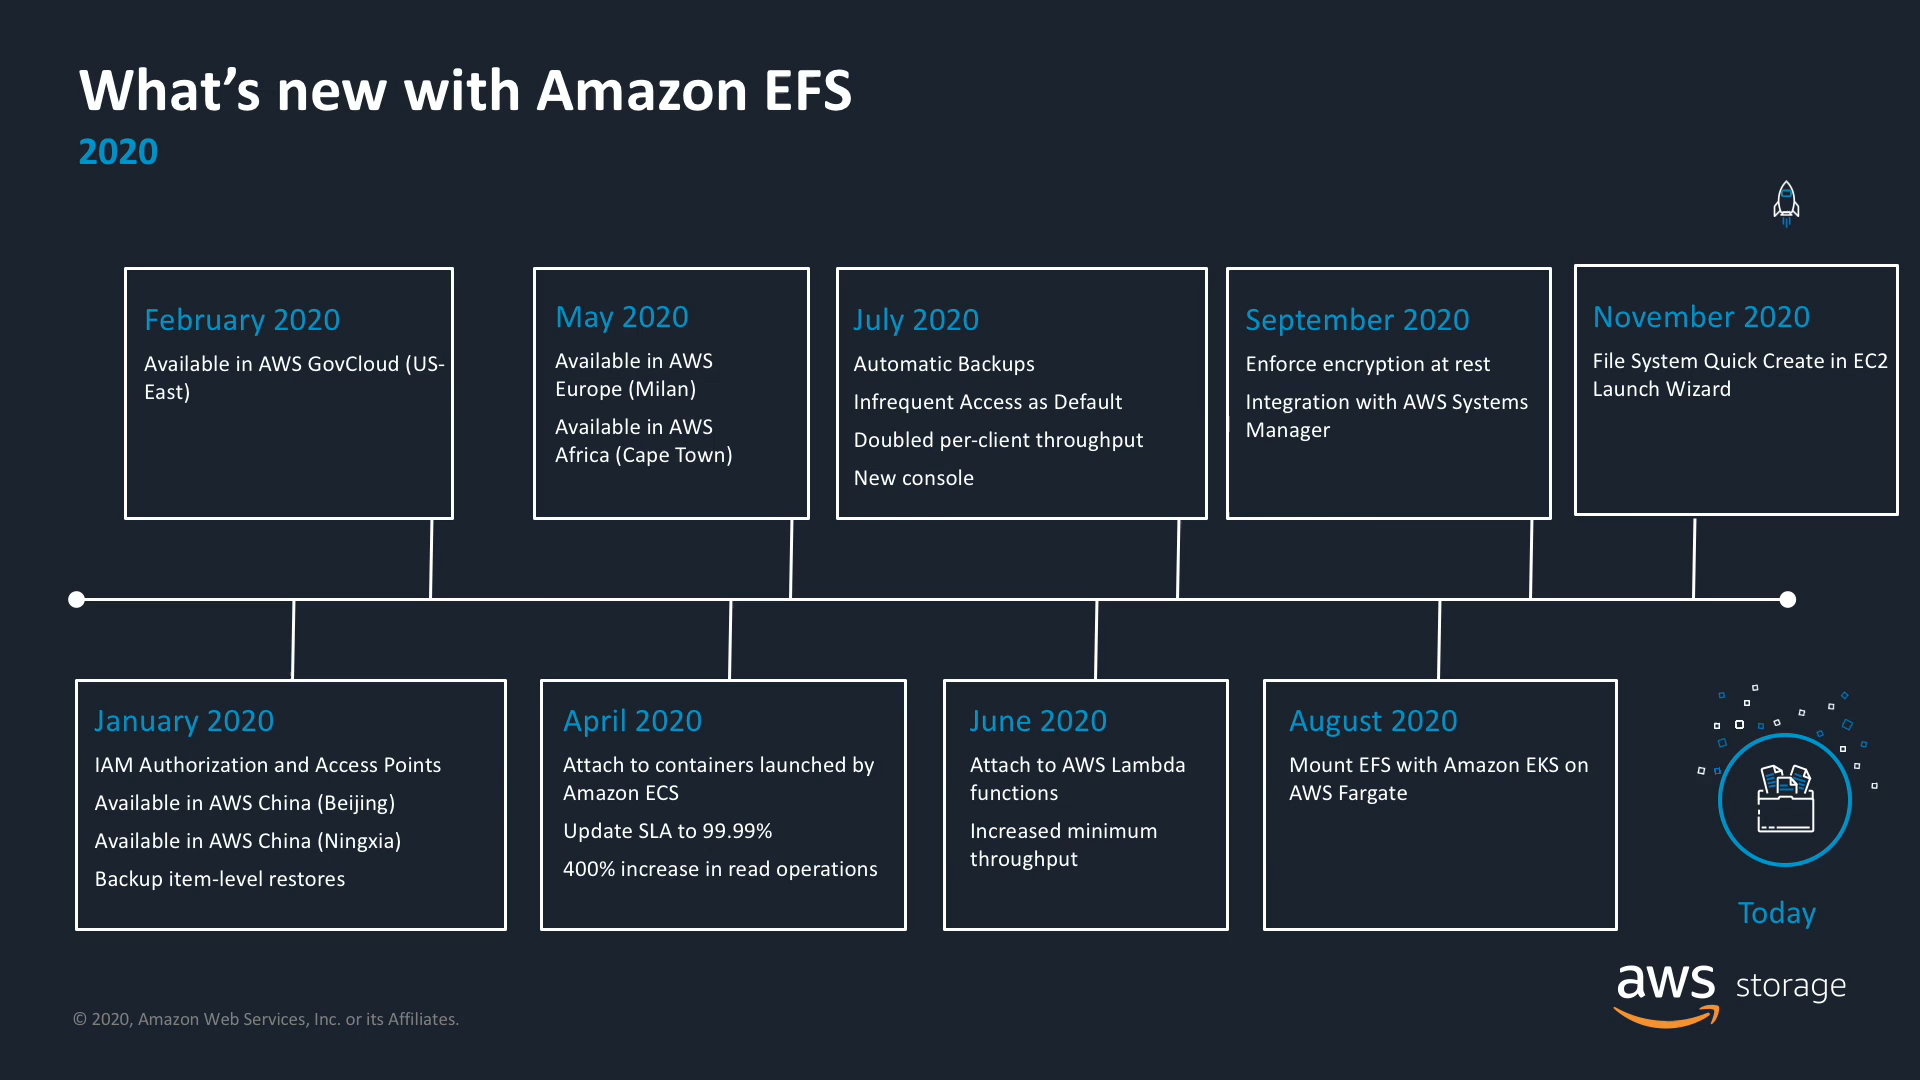 What's new with Amazon EFS
2020
February 2020
Available in AWS GovCloud (US-
East)
May 2020
Available in AWS
Europe (Milan)
Available in AWS
Africa (Cape Town)
July 2020
Automatic Backups
Infrequent Access as Default
Doubled per-client throughput
New console
September 2020
Enforce encryption at rest
Integration with AWS Systems
Manager
November 2020
File System Quick Create in EC2
Launch Wizard
January 2020
IAM Authorization and Access Points
Available in AWS China (Beijing)
Available in AWS China (Ningxia)
Backup item-level restores
April 2020
Attach to containers launched by
Amazon ECS
Update SLA to 99.99%
400% increase in read operations
June 2020
Attach to AWS Lambda
functions
Increased minimum
throughput
August 2020
Mount EFS with Amazon EKS on
AWS Fargate
Today
aws storage
© 2020, Amazon Web Services, Inc. or its Affiliates.